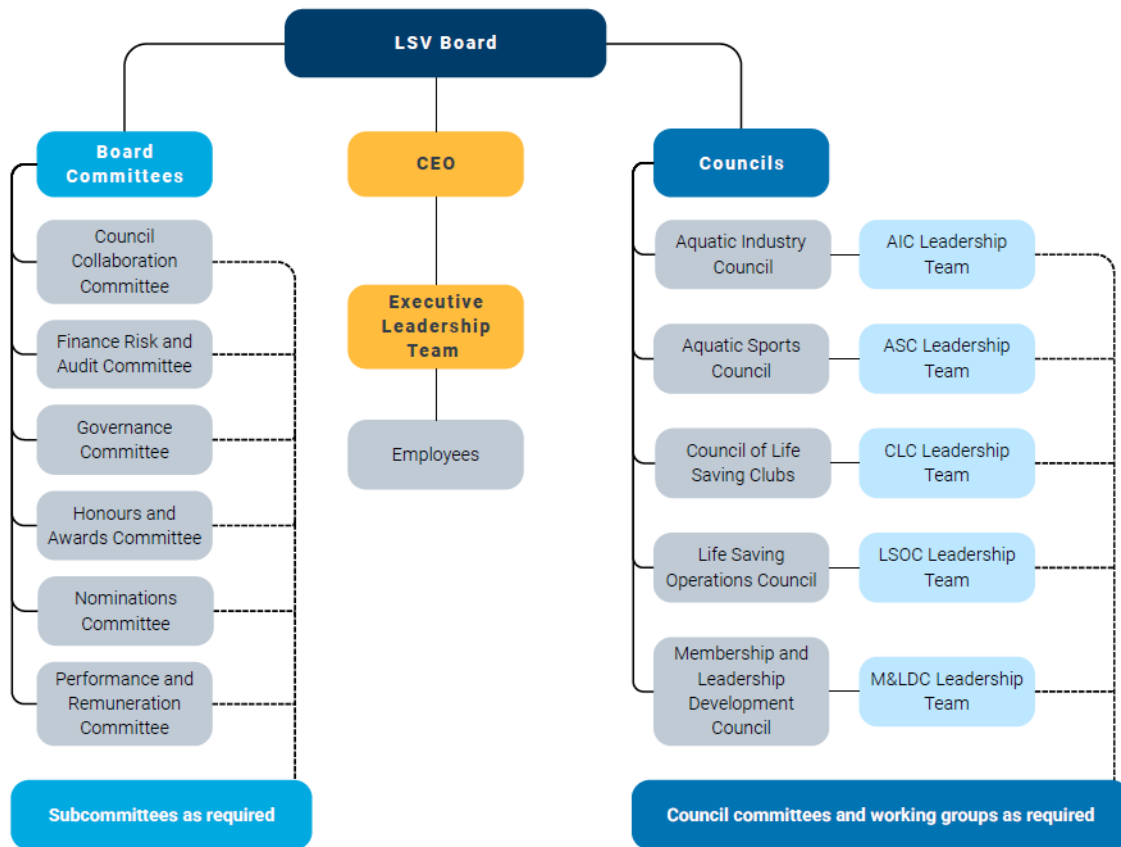 LSV Board
Board
Committees
CEO
Councils
Council
Collaboration
Committee
Finance Risk and
Audit Committee
Governance
Committee
Honours and
Awards Committee
Nominations
Committee
Performance and
Remuneration
Committee
Subcommittees as required
Executive
Leadership
Team
Employees
Aquatic Industry
Council
AIC Leadership
Team
Aquatic Sports
Council
ASC Leadership
Team
Council of Life
Saving Clubs
CLC Leadership
Team
Life Saving
Operations Council
LSOC Leadership
Team
Membership and
Leadership
Development
Council
M&LDC Leadership
Team
Council committees and working groups as required